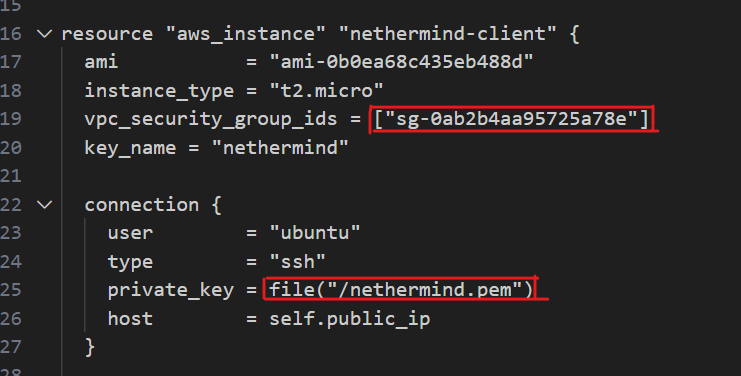 15
16 resource "aws_instance" "nethermind-client" {
17 ami = "ami-0b0ea68c435eb488d"
18 instance_type = "t2.micro"
19 vpc_security_group_ids = ["sg-0ab2b4aa95725a78e"]
20 key_name = "nethermind"
21
22 connection {
23 user = "ubuntu"
24 type = "ssh"
25 private_key = file("/nethermind.pem")
26 host = self.public_ip
27 }
28